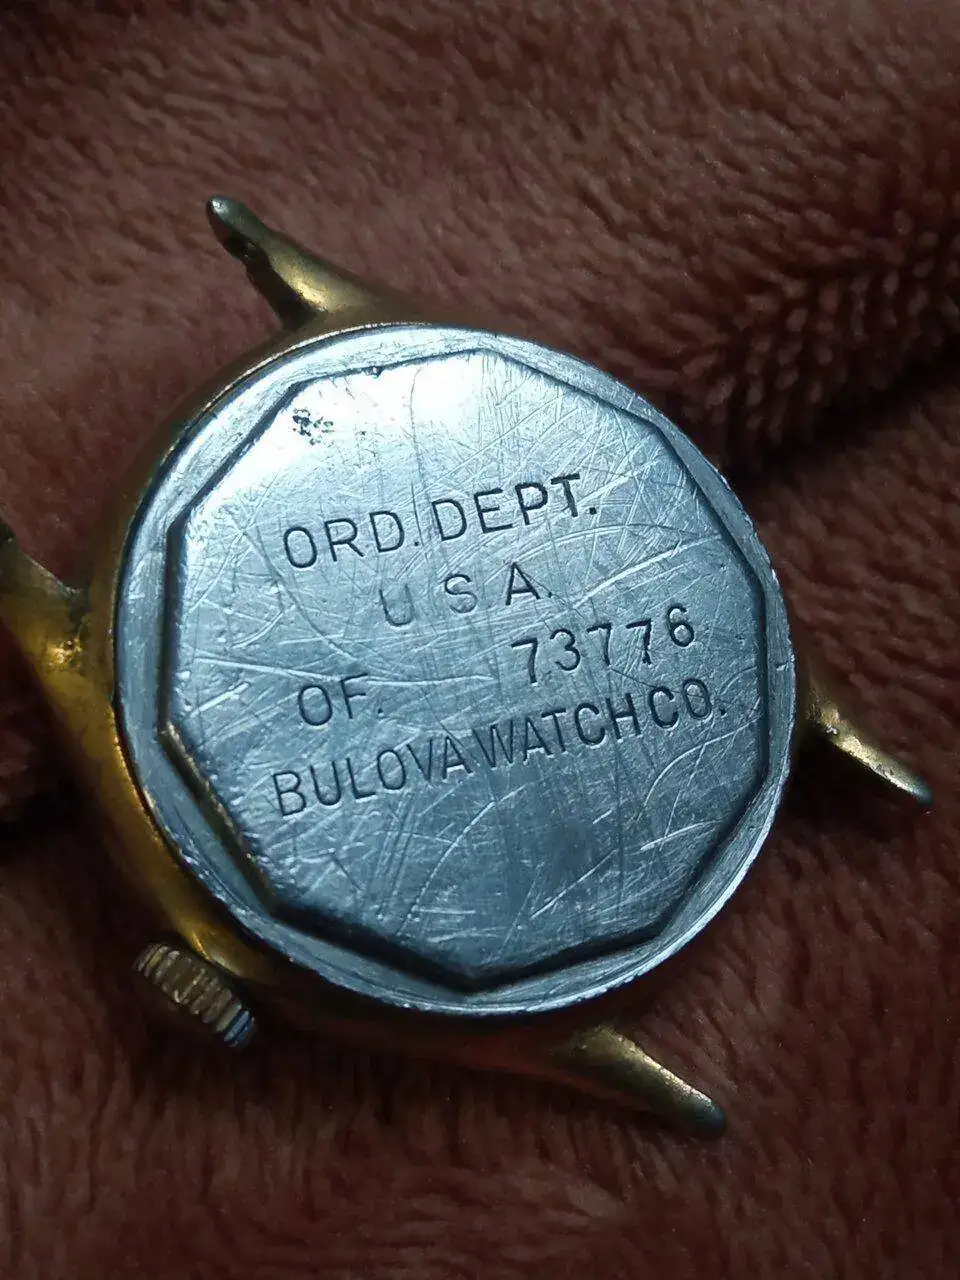 ORD. DEPT.
U S A.
OF. 73776
BULOVA WATCH CO.